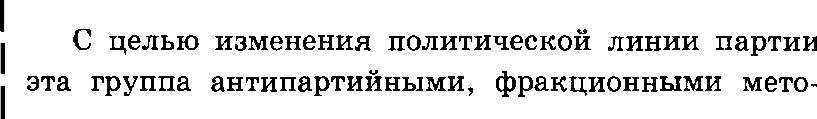 С целью изменения политической линии партии
эта группа антипартийными, фракционными мето-